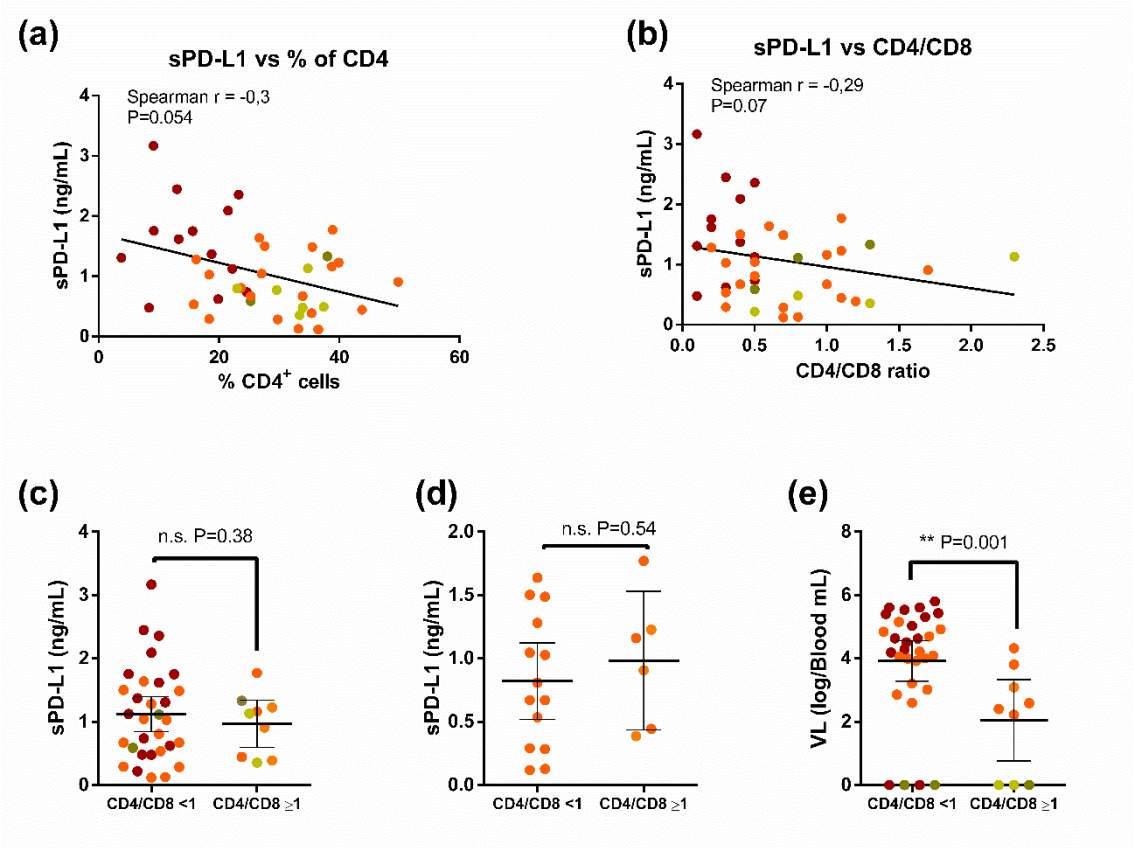 (a)
sPD-L1 vs % of CD4
Spearman r = -0,3
P=0.054
sPD-L1 (ng/mL)
4
3
2
1
0
0 20 40 60
% CD4⁺ cells
(b)
sPD-L1 vs CD4/CD8
Spearman r = -0,29
P=0.07
sPD-L1 (ng/mL)
4
3
2
1
0
0.0 0.5 1.0 1.5 2.0 2.5
CD4/CD8 ratio
(c)
n.s. P=0.38
sPD-L1 (ng/mL)
4
3
2
1
0
CD4/CD8 <1 CD4/CD8 ≥1
(d)
n.s. P=0.54
sPD-L1 (ng/mL)
2.0
1.5
1.0
0.5
0.0
CD4/CD8 <1 CD4/CD8 ≥1
(e)
** P=0.001
VL (log/Blood mL)
8
6
4
2
0
CD4/CD8 <1 CD4/CD8 ≥1